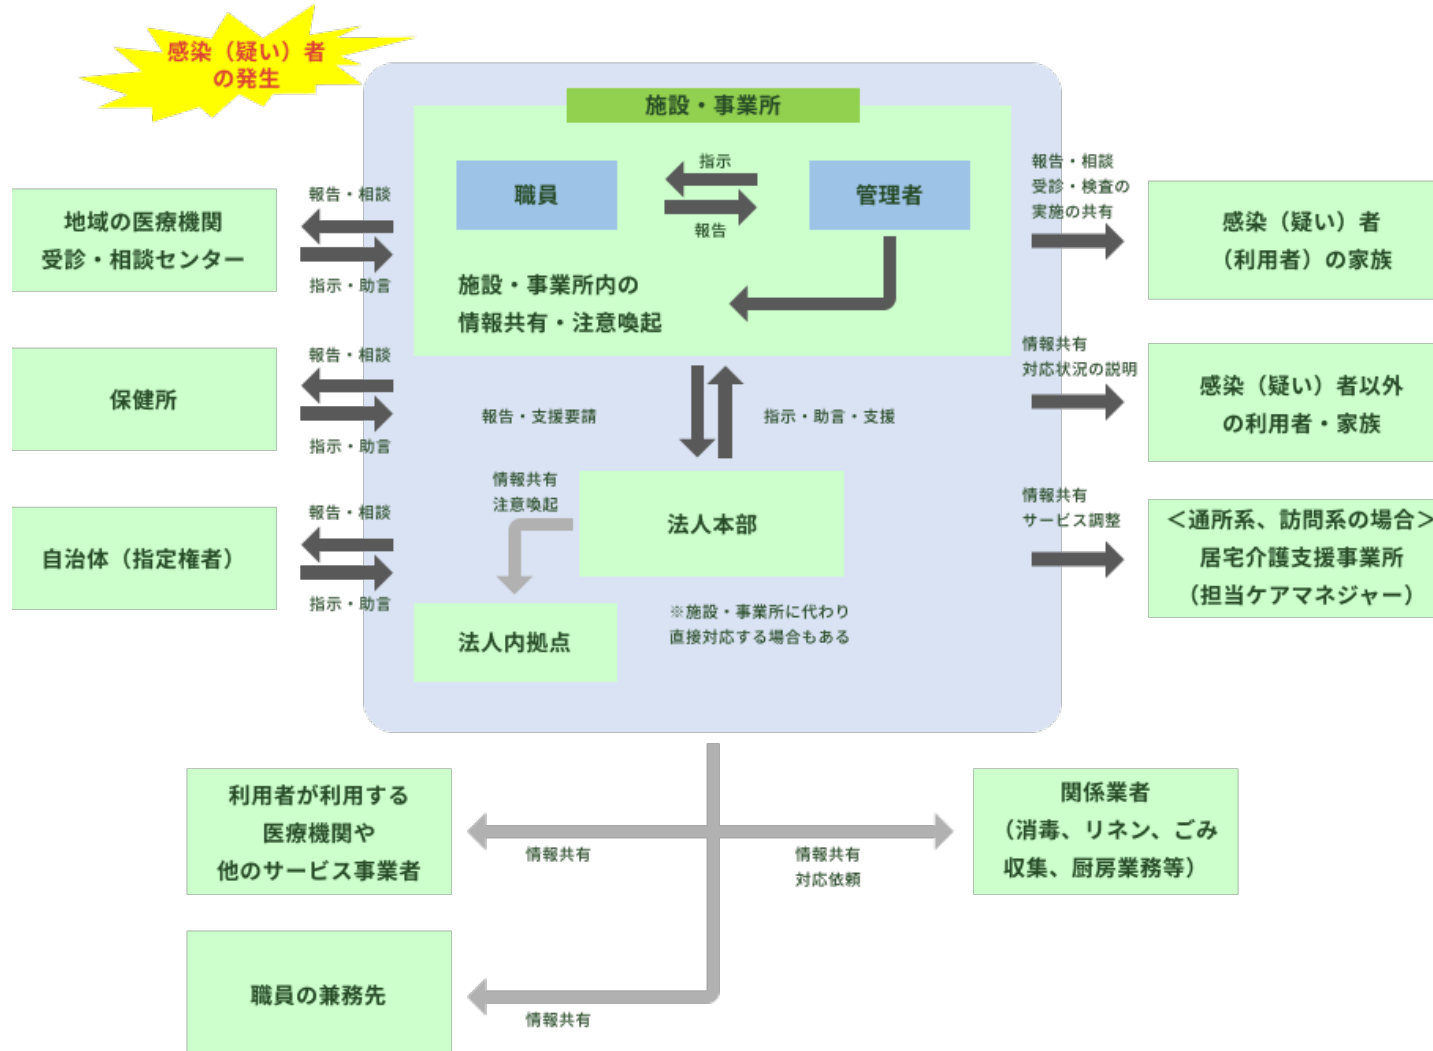 感染（疑い）者
の発生
施設・事業所
職員
指示
報告
管理者
施設・事業所内の
情報共有・注意喚起
報告・相談
地域の医療機関
受診・相談センター
指示・助言
報告・相談
保健所
指示・助言
報告・相談
自治体（指定権者）
指示・助言
報告・相談
受診・検査の
実施の共有
感染（疑い）者
（利用者）の家族
情報共有
対応状況の説明
感染（疑い）者以外
の利用者・家族
情報共有
サービス調整
＜通所系、訪問系の場合＞
居宅介護支援事業所
（担当ケアマネジャー）
報告・支援要請
指示・助言・支援
情報共有
注意喚起
法人本部
法人内拠点
※施設・事業所に代わり
直接対応する場合もある
利用者が利用する
医療機関や
他のサービス事業者
情報共有
情報共有
対応依頼
関係業者
（消毒、リネン、ごみ
収集、厨房業務等）
職員の兼務先
情報共有